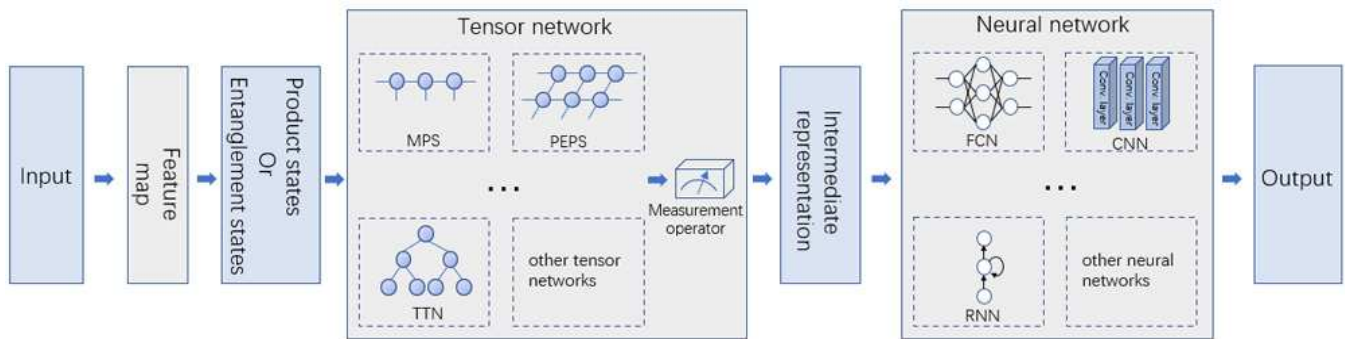 Input
Feature
map
Product states
Or
Entanglement states
Tensor network
MPS
PEPS
...
TTN
other tensor
networks
Measurement
operator
Intermediate
representation
Neural network
FCN
Conv. layer
Conv. layer
Conv. layer
CNN
...
RNN
other neural
networks
Output